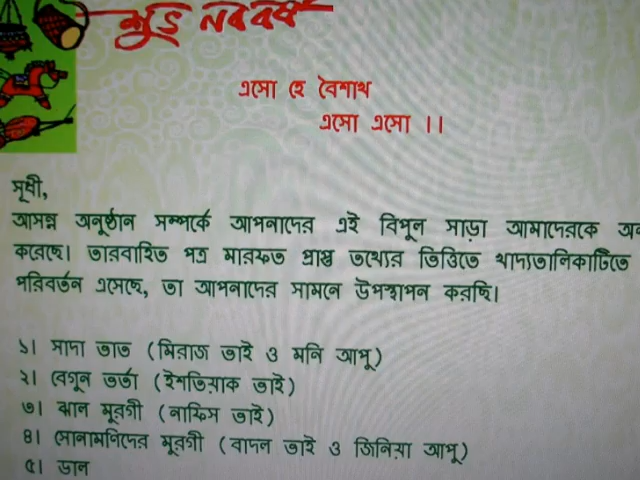 শুভ নববর্ষ
এসো হে বৈশাখ
এসো এসো ।।
সূধী,
আসন্ন অনুষ্ঠান সম্পর্কে আপনাদের এই বিপুল সাড়া আমাদেরকে
করেছে। তারবাহিত পত্র মারফত প্রাপ্ত তথ্যের ভিত্তিতে খাদ্যতালিকাটিতে
পরিবর্তন এসেছে, তা আপনাদের সামনে উপস্থাপন করছি।
১। সাদা ভাত (মিরাজ ভাই ও মনি আপু)
২। বেগুন ভর্তা (ইশতিয়াক ভাই)
৩। ঝাল মুরগী (নাফিস ভাই)
৪। সোনামণিদের মুরগী (বাদল ভাই ও জিনিয়া আপু)
৫। ডাল